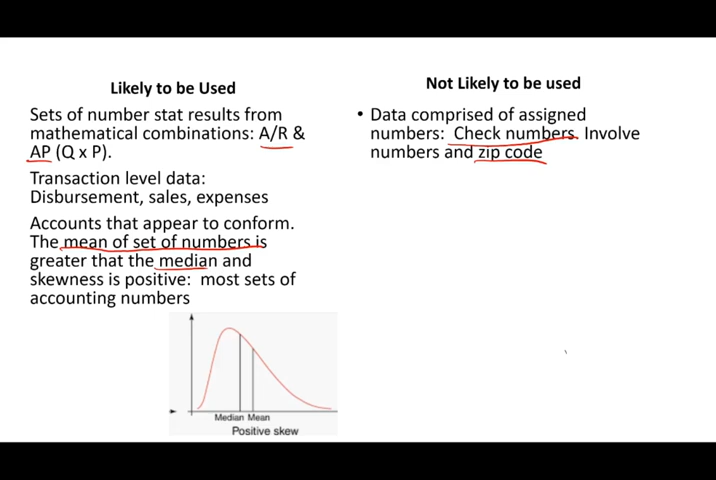 Likely to be Used
Sets of number stat results from
mathematical combinations: A/R &
AP (Q x P).
Transaction level data:
Disbursement, sales, expenses
Accounts that appear to conform.
The mean of set of numbers is
greater that the median and
skewness is positive: most sets of
accounting numbers
Median Mean
Positive skew
Not Likely to be used
• Data comprised of assigned
numbers: Check numbers. Involve
numbers and zip code